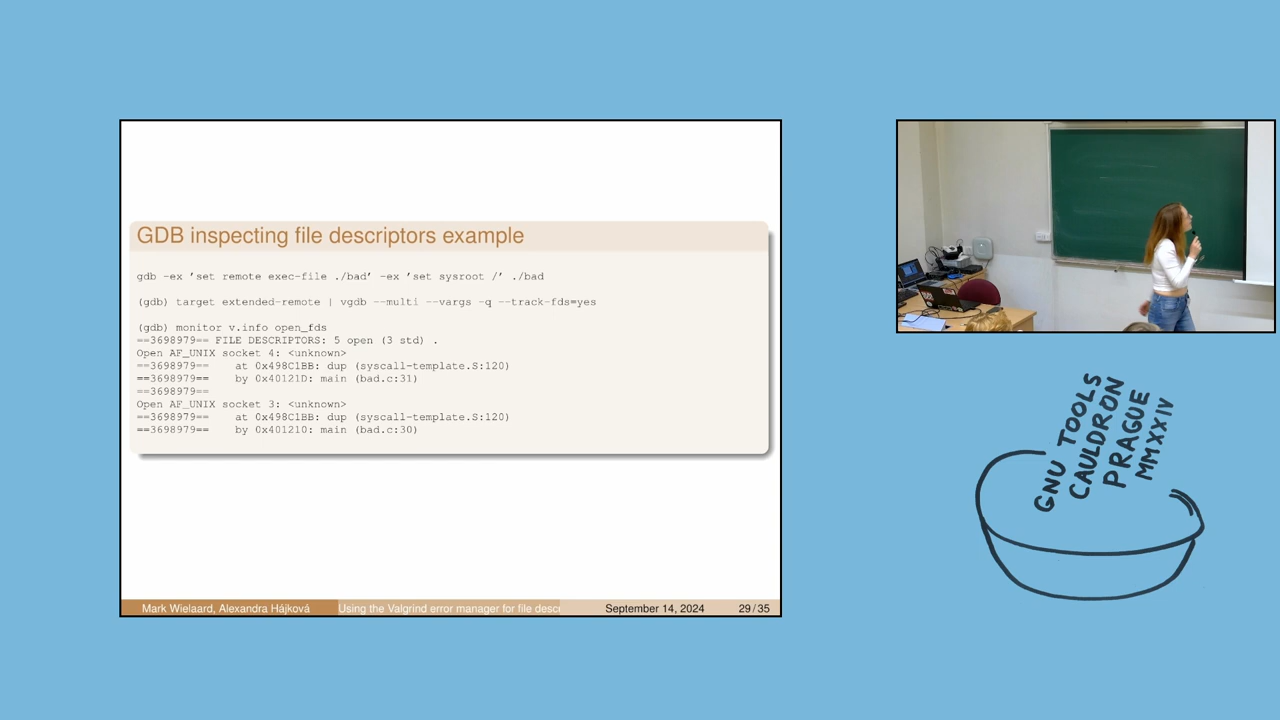 GDB inspecting file descriptors example
gdb -ex 'set remote exec-file ./bad' -ex 'set sysroot /' ./bad
(gdb) target extended-remote | vgdb --multi --vargs -q --track-fds=yes
(gdb) monitor v.info open_fds
==3698979== FILE DESCRIPTORS: 5 open (3 std) .
Open AF_UNIX socket 4: <unknown>
==3698979==    at 0x498C1BB: dup (syscall-template.S:120)
==3698979==    by 0x40121D: main (bad.c:31)
==3698979==
Open AF_UNIX socket 3: <unknown>
==3698979==    at 0x498C1BB: dup (syscall-template.S:120)
==3698979==    by 0x401210: main (bad.c:30)
Mark Wielaard, Alexandra Hájková
Using the Valgrind error manager for file desc
September 14, 2024
29 / 35
GNU TOOLS
CAULDRON
PRAGUE
MMXXIV